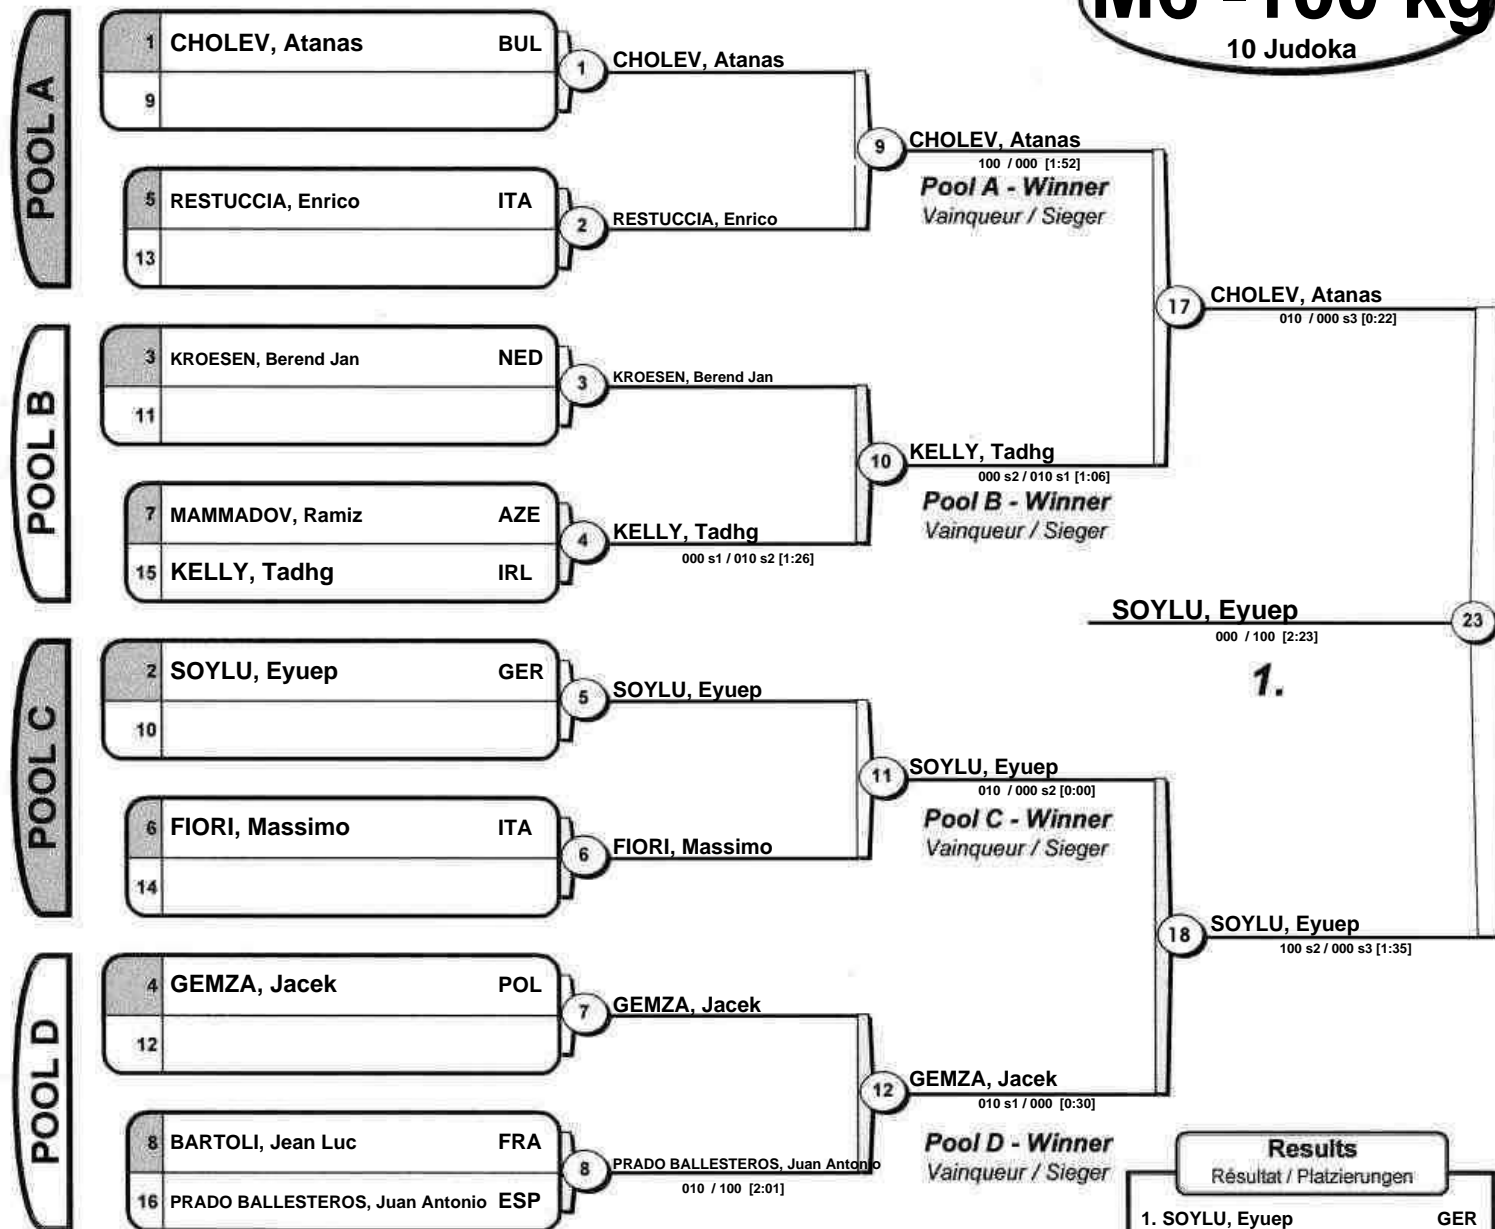 M6 -100 kg
10 Judoka
POOL A
1 CHOLEV, Atanas BUL
9
1 CHOLEV, Atanas
5 RESTUCCIA, Enrico ITA
13
2 RESTUCCIA, Enrico
9 CHOLEV, Atanas
100 / 000 [1:52]
Pool A - Winner
Vainqueur / Sieger
POOL B
3 KROESEN, Berend Jan NED
11
3 KROESEN, Berend Jan
7 MAMMADOV, Ramiz AZE
15 KELLY, Tadhg IRL
4 KELLY, Tadhg
000 s1 / 010 s2 [1:26]
10 KELLY, Tadhg
000 s2 / 010 s1 [1:06]
Pool B - Winner
Vainqueur / Sieger
17 CHOLEV, Atanas
010 / 000 s3 [0:22]
SOYLU, Eyuep 23
000 / 100 [2:23]
1.
POOL C
2 SOYLU, Eyuep GER
10
5 SOYLU, Eyuep
6 FIORI, Massimo ITA
14
6 FIORI, Massimo
11 SOYLU, Eyuep
010 / 000 s2 [0:00]
Pool C - Winner
Vainqueur / Sieger
18 SOYLU, Eyuep
100 s2 / 000 s3 [1:35]
POOL D
4 GEMZA, Jacek POL
12
7 GEMZA, Jacek
8 BARTOLI, Jean Luc FRA
16 PRADO BALLESTEROS, Juan Antonio ESP
8 PRADO BALLESTEROS, Juan Antonio
010 / 100 [2:01]
12 GEMZA, Jacek
010 s1 / 000 [0:30]
Pool D - Winner
Vainqueur / Sieger
Results
Résultat / Platzierungen
1. SOYLU, Eyuep GER